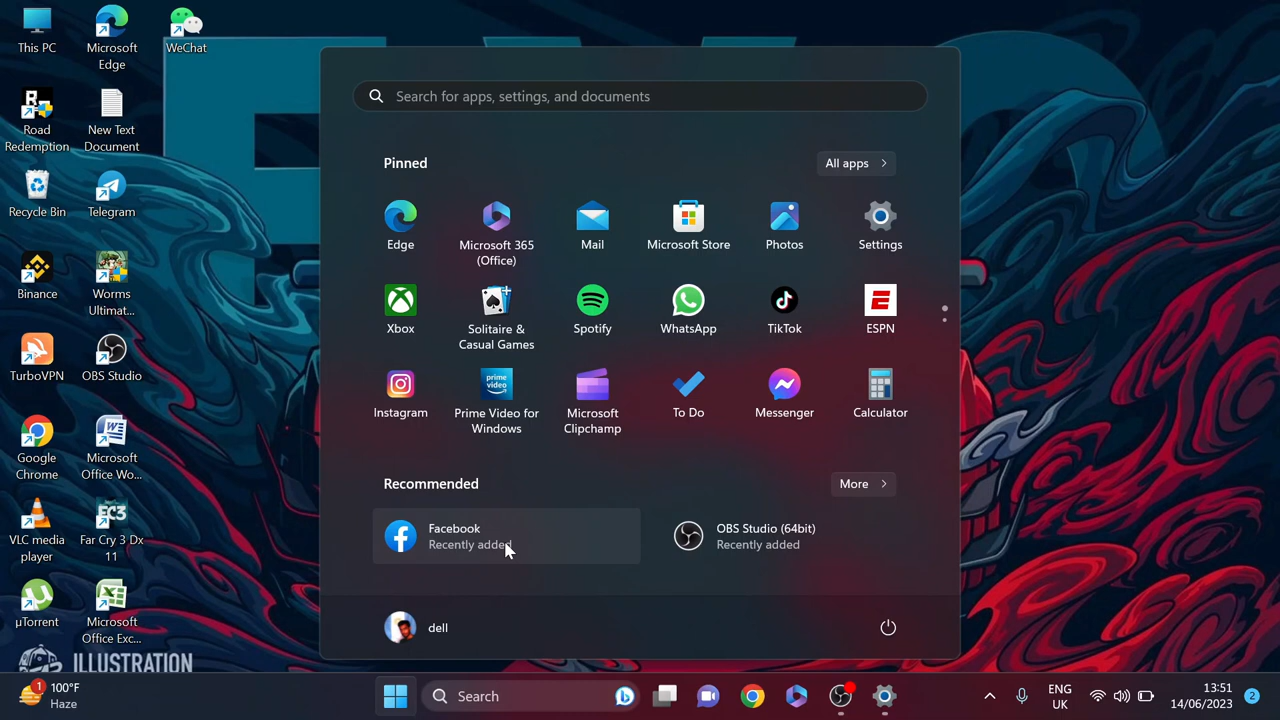 This PC
Microsoft
Edge
WeChat
Road
Redemption
New Text
Document
Recycle Bin
Telegram
Binance
Worms
Ultimat...
TurboVPN
OBS Studio
Google
Chrome
Microsoft
Office Wo...
VLC media
player
FC3
Far Cry 3 Dx
11
µTorrent
Microsoft
Office Exc...
ILLUSTRATION
Search for apps, settings, and documents
Pinned
All apps
Edge
Microsoft 365
(Office)
Mail
Microsoft Store
Photos
Settings
Xbox
Solitaire &
Casual Games
Spotify
WhatsApp
TikTok
ESPN
Instagram
prime
video
Prime Video for
Windows
Microsoft
Clipchamp
To Do
Messenger
Calculator
Recommended
More
Facebook
Recently added
OBS Studio (64bit)
Recently added
dell
1
100°F
Haze
Search
ENG
UK
13:51
14/06/2023
2